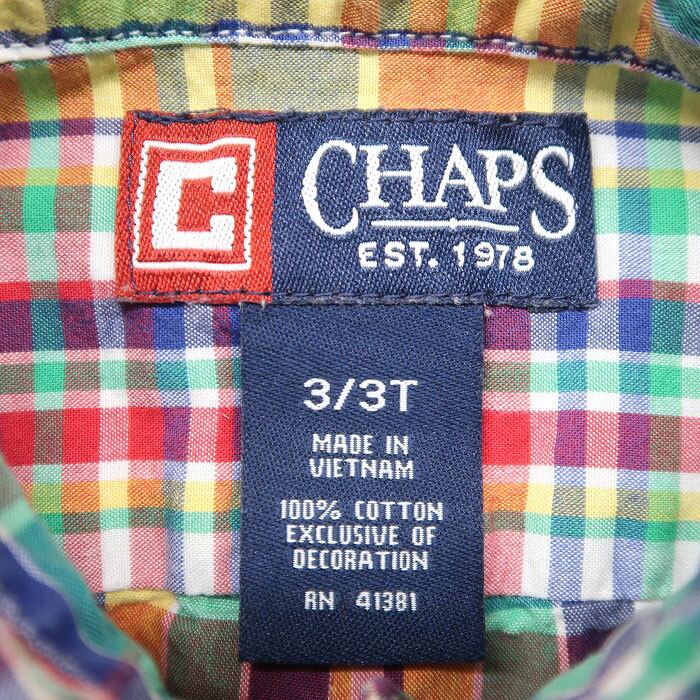 C CHAPS
EST. 1978
3/3T
MADE IN
VIETNAM
100% COTTON
EXCLUSIVE OF
DECORATION
RN 41381